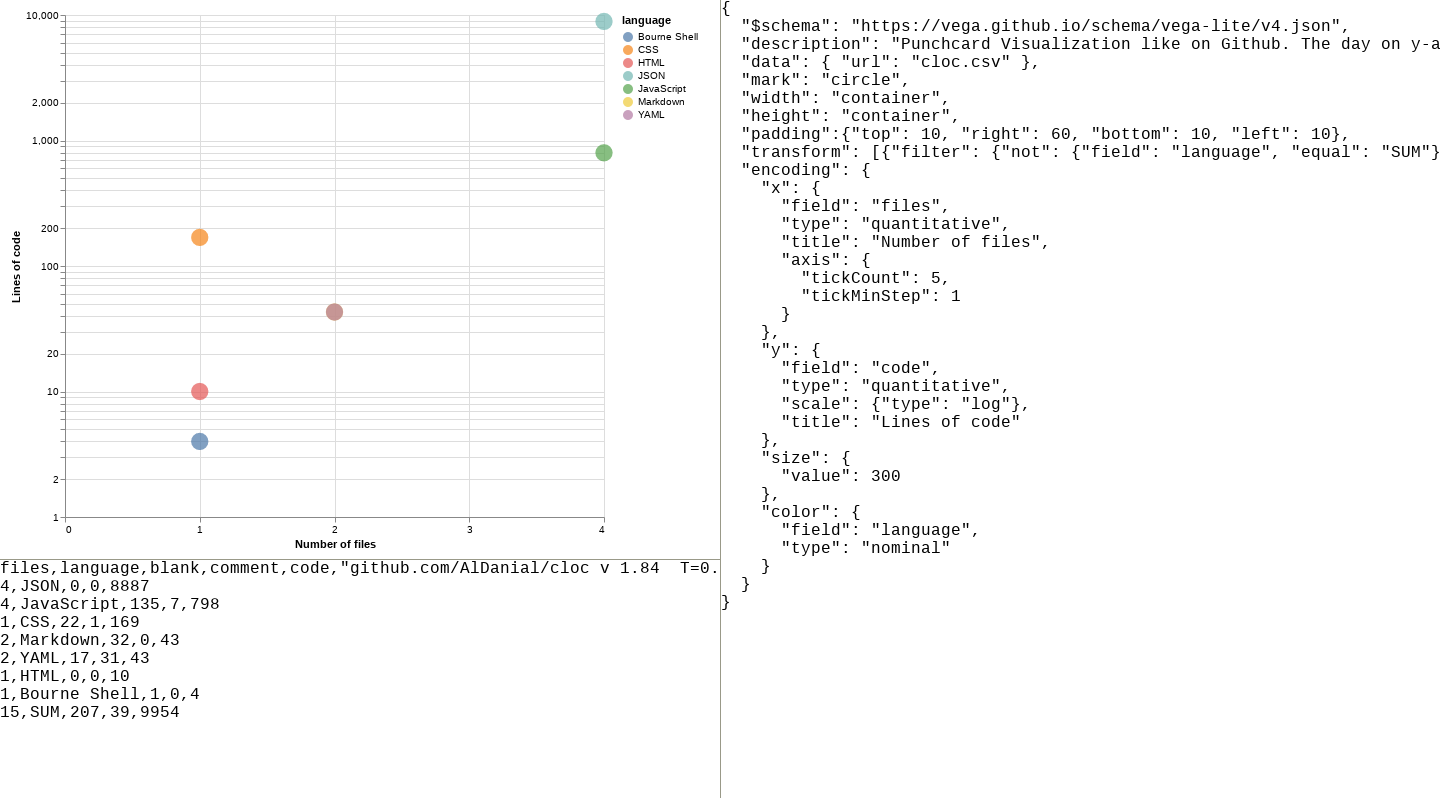 10,000
2,000
1,000
200
100
20
10
2
1
Lines of code
0
1
2
3
4
Number of files
language
Bourne Shell
CSS
HTML
JSON
JavaScript
Markdown
YAML
files,language,blank,comment,code,"github.com/AlDanial/cloc v 1.84  T=0.
4,JSON,0,0,8887
4,JavaScript,135,7,798
1,CSS,22,1,169
2,Markdown,32,0,43
2,YAML,17,31,43
1,HTML,0,0,10
1,Bourne Shell,1,0,4
15,SUM,207,39,9954
{
  "$schema": "https://vega.github.io/schema/vega-lite/v4.json",
  "description": "Punchcard Visualization like on Github. The day on y-a
  "data": { "url": "cloc.csv" },
  "mark": "circle",
  "width": "container",
  "height": "container",
  "padding":{"top": 10, "right": 60, "bottom": 10, "left": 10},
  "transform": [{"filter": {"not": {"field": "language", "equal": "SUM"}
  "encoding": {
    "x": {
      "field": "files",
      "type": "quantitative",
      "title": "Number of files",
      "axis": {
        "tickCount": 5,
        "tickMinStep": 1
      }
    },
    "y": {
      "field": "code",
      "type": "quantitative",
      "scale": {"type": "log"},
      "title": "Lines of code"
    },
    "size": {
      "value": 300
    },
    "color": {
      "field": "language",
      "type": "nominal"
    }
  }
}